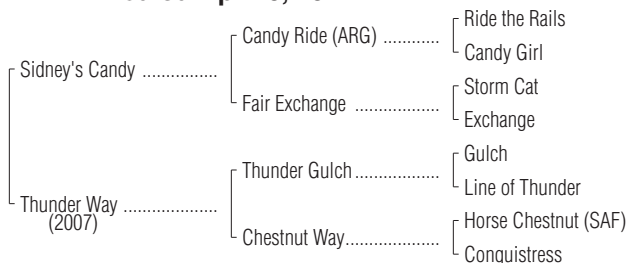 Ride the Rails
Candy Ride (ARG) ............
Candy Girl
Sidney's Candy ................
Storm Cat
Fair Exchange ..................
Exchange
Gulch
Thunder Gulch ..................
Line of Thunder
Thunder Way ....................
(2007)
Horse Chestnut (SAF)
Chestnut Way....................
Conquistress